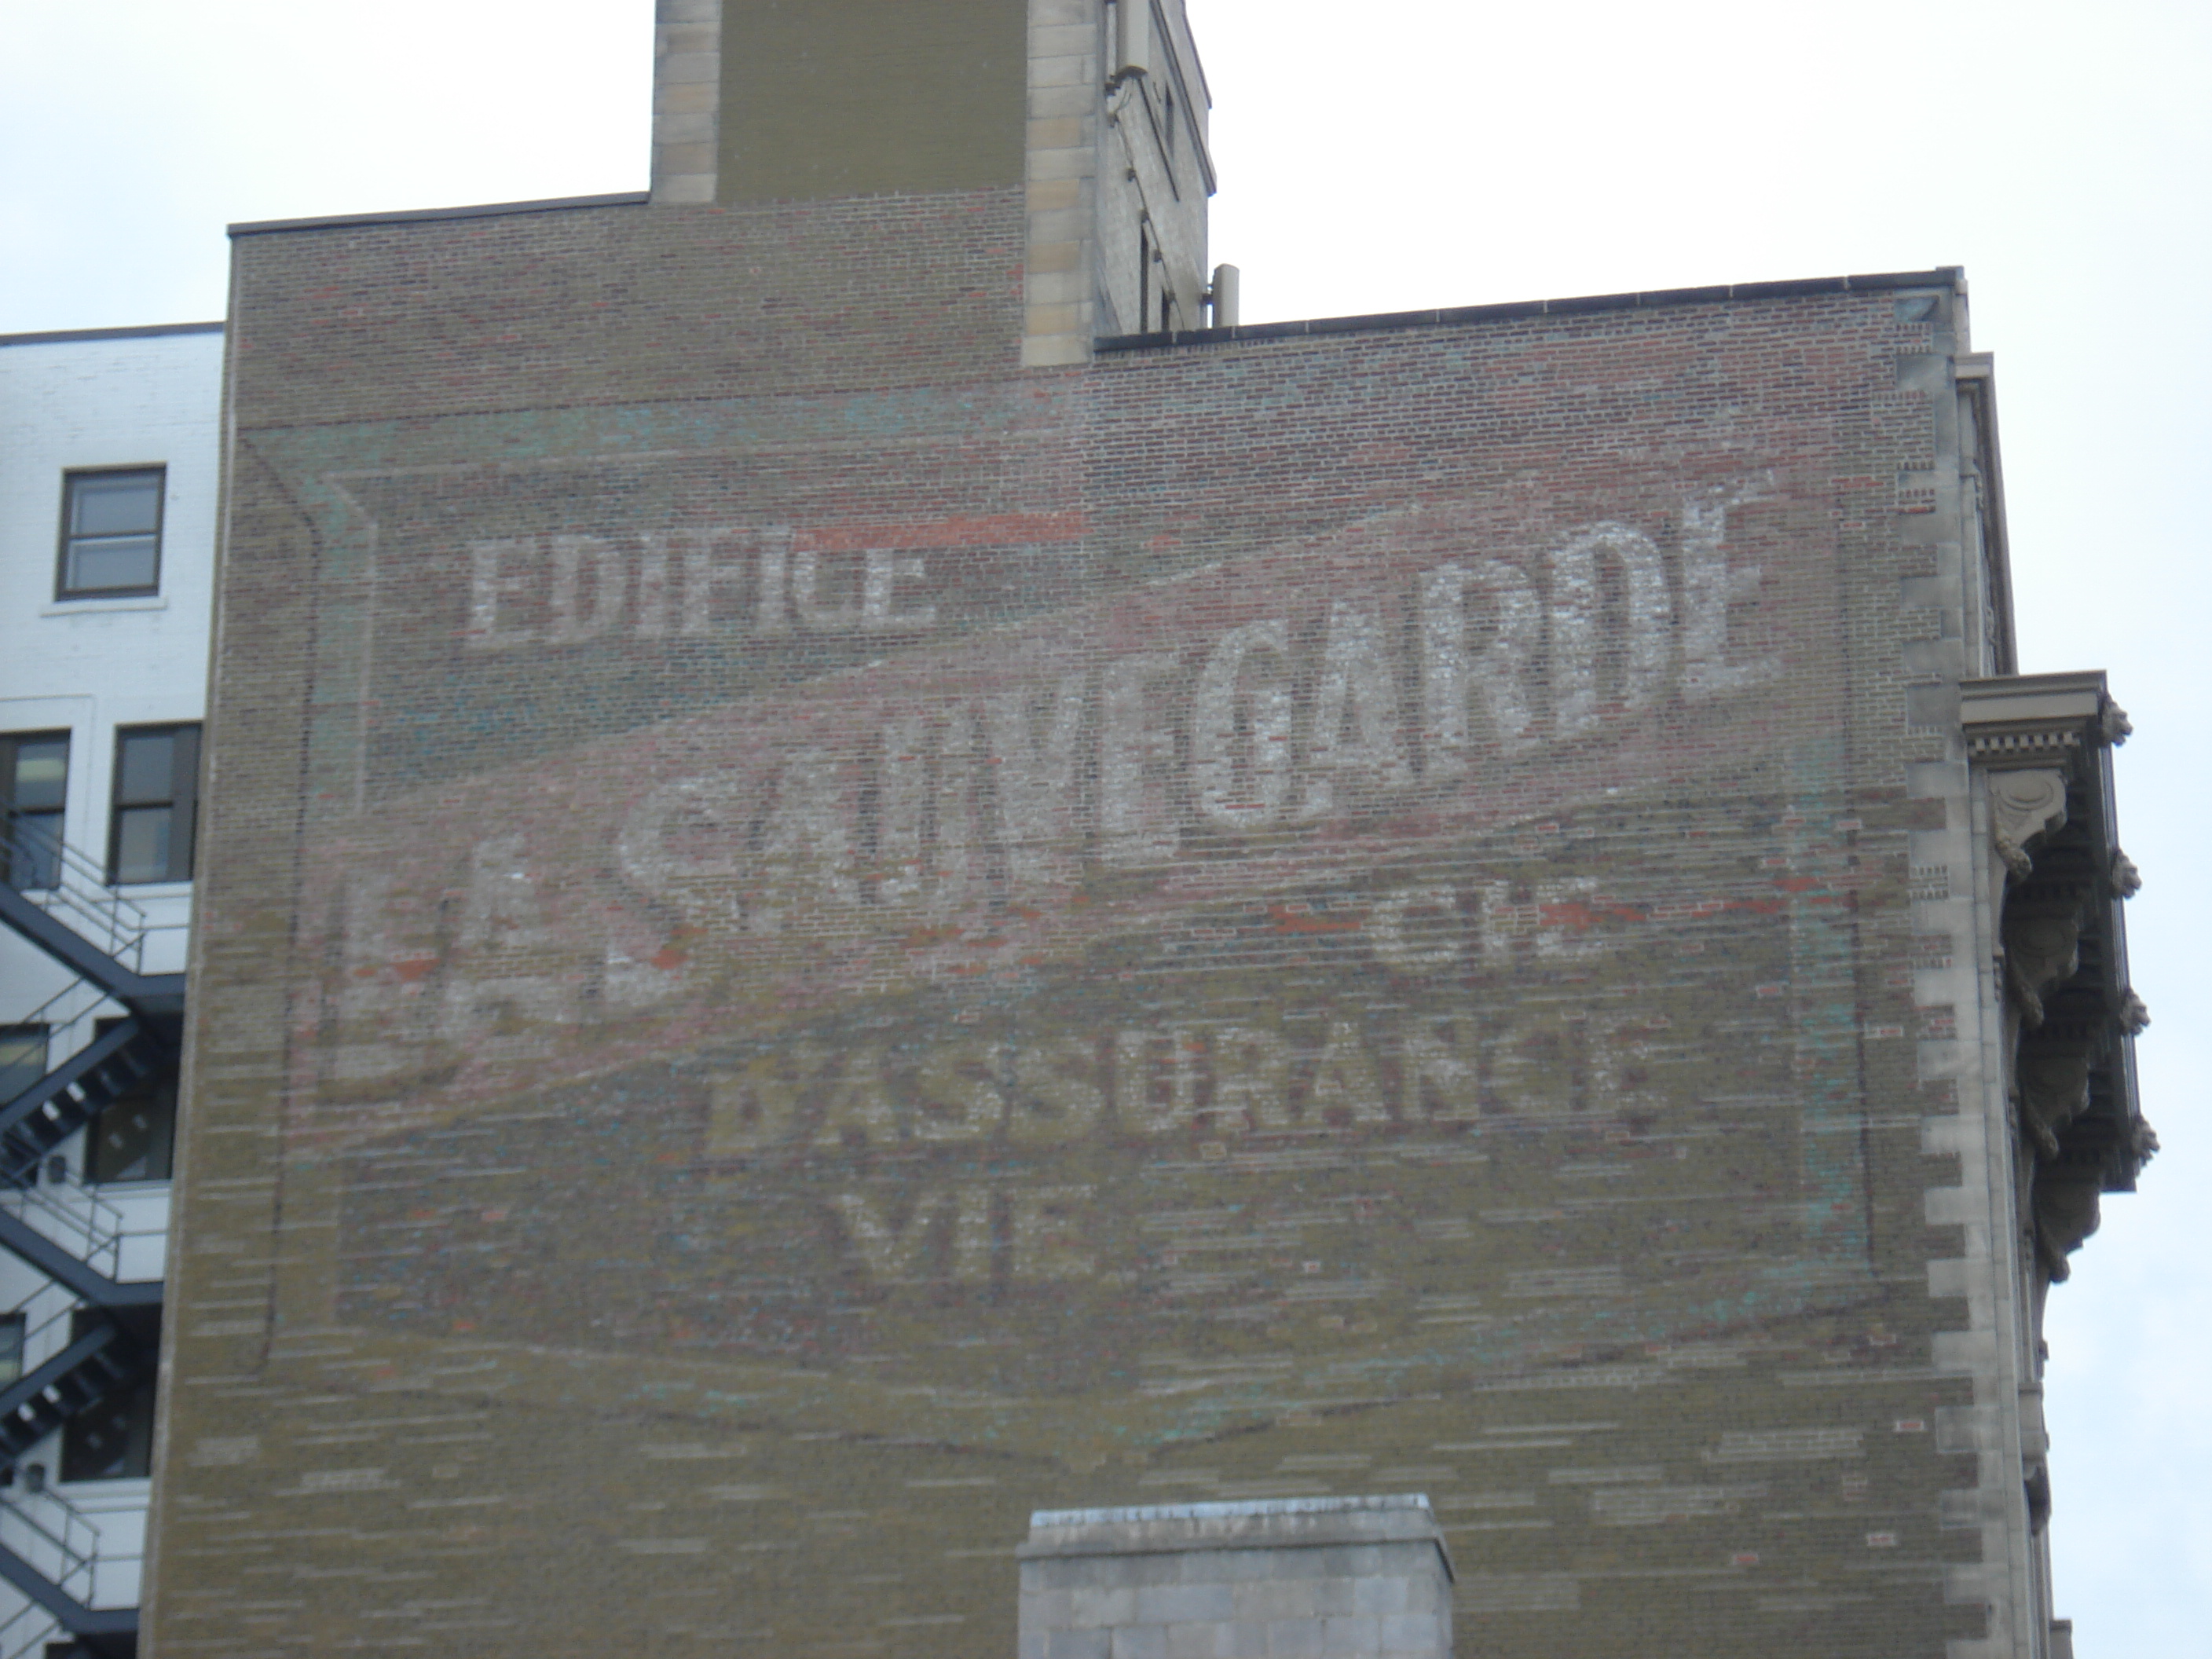 EDIFICE
LA SAUVEGARDE
CIE
D'ASSURANCE
VIE